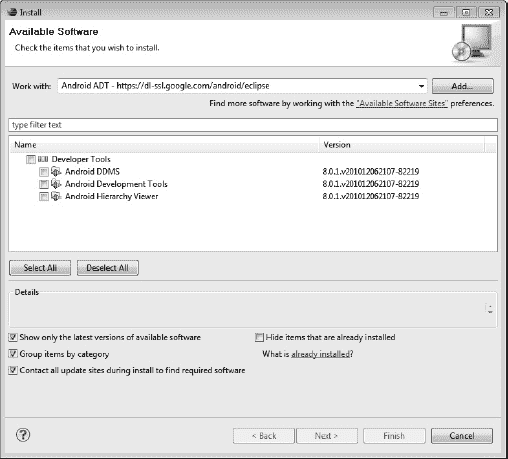 Install
Available Software
Check the items that you wish to install.
Work with: Android ADT - https://dl-ssl.google.com/android/eclipse Add...
Find more software by working with the "Available Software Sites" preferences.
type filter text
Name Version
Developer Tools
Android DDMS 8.0.1.v201012062107-82219
Android Development Tools 8.0.1.v201012062107-82219
Android Hierarchy Viewer 8.0.1.v201012062107-82219
Select All Deselect All
Details
Show only the latest versions of available software Hide items that are already installed
Group items by category What is already installed?
Contact all update sites during install to find required software
? < Back Next > Finish Cancel